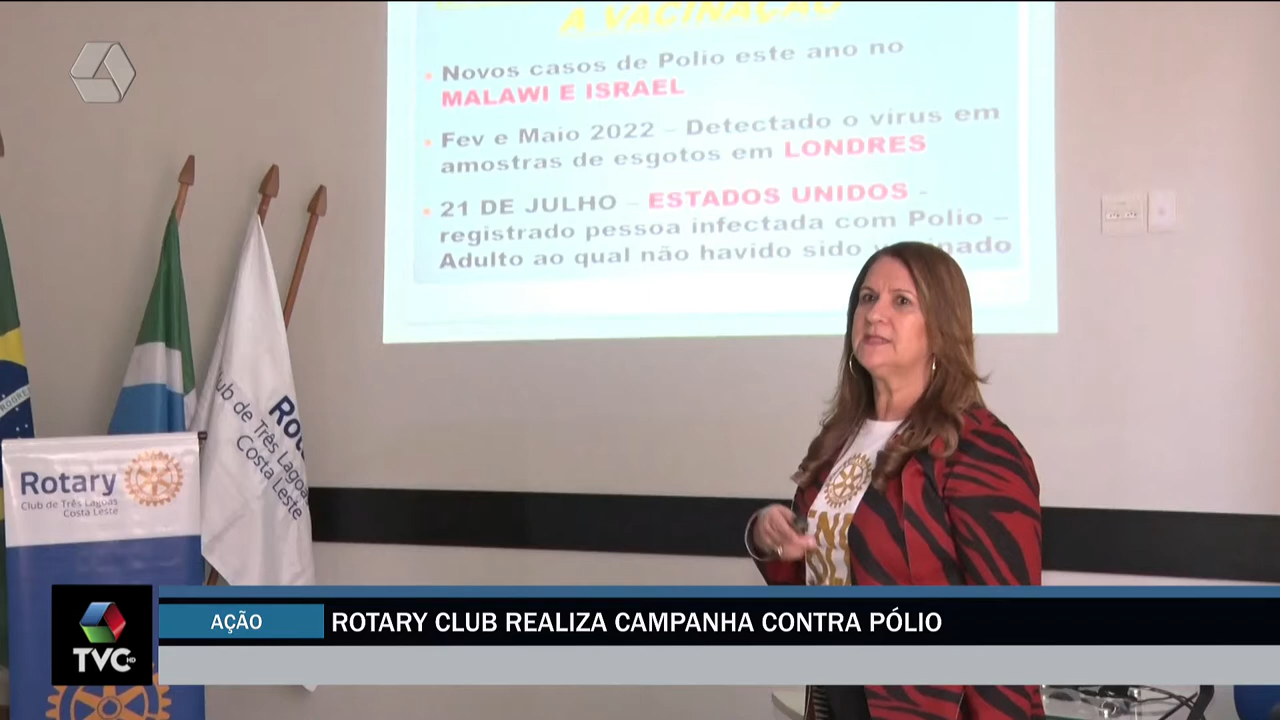 A VACINAÇÃO
Novos casos de Polio este ano no
MALAWI E ISRAEL
Fev e Maio 2022 – Detectado o vírus em
amostras de esgotos em LONDRES
21 DE JULHO – ESTADOS UNIDOS -
registrado pessoa infectada com Polio –
Adulto ao qual não havido sido
Rotary
Club de Três Lagoas
Costa Leste
Club de Três Lagoas
Costa Leste
AÇÃO
ROTARY CLUB REALIZA CAMPANHA CONTRA PÓLIO
TVC HD